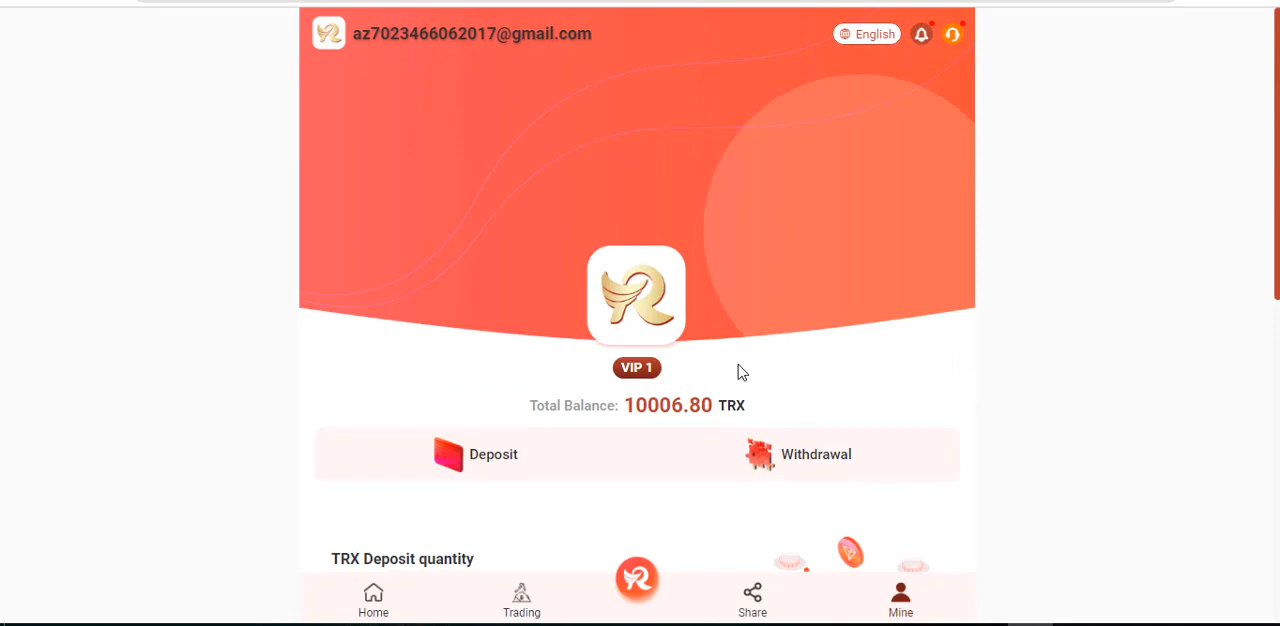 az7023466062017@gmail.com
English
VIP 1
Total Balance: 10006.80 TRX
Deposit
Withdrawal
TRX Deposit quantity
Home
Trading
Share
Mine